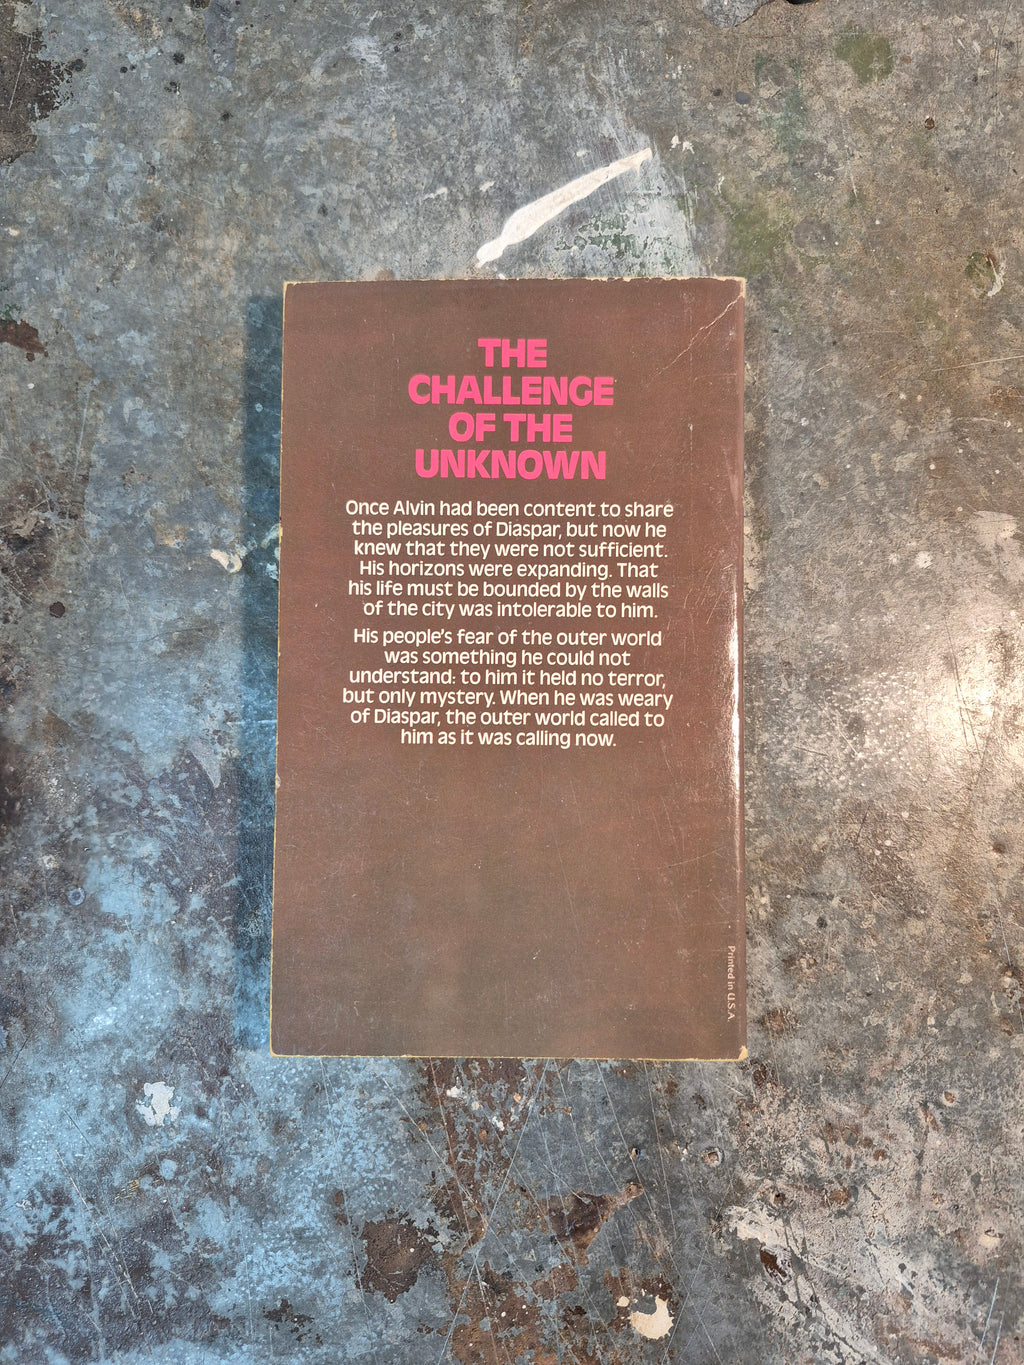 THE
CHALLENGE
OF THE
UNKNOWN
Once Alvin had been content to share
the pleasures of Diaspar, but now he
knew that they were not sufficient.
His horizons were expanding. That
his life must be bounded by the walls
of the city was intolerable to him.
His people's fear of the outer world
was something he could not
understand: to him it held no terror,
but only mystery. When he was weary
of Diaspar, the outer world called to
him as it was calling now.
Printed in U.S.A.